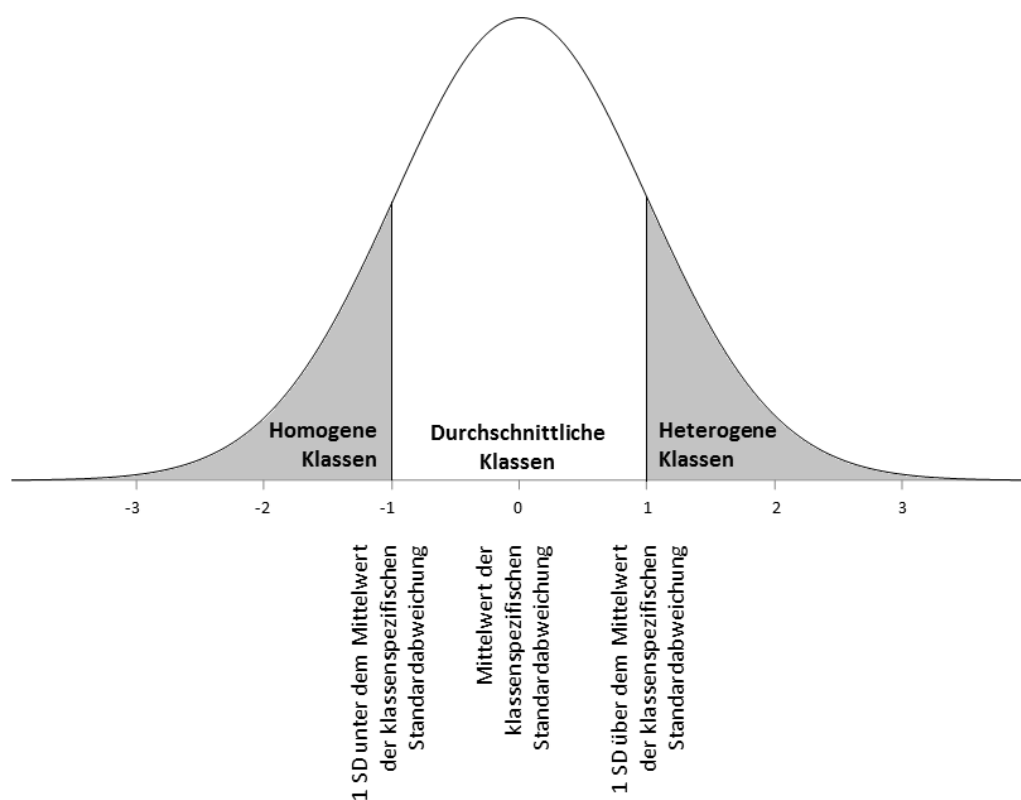 Homogene
Klassen
Durchschnittliche
Klassen
Heterogene
Klassen
-3
-2
-1
0
1
2
3
1 SD unter dem Mittelwert
der klassenspezifischen
Standardabweichung
Mittelwert der
klassenspezifischen
Standardabweichung
1 SD über dem Mittelwert
der klassenspezifischen
Standardabweichung